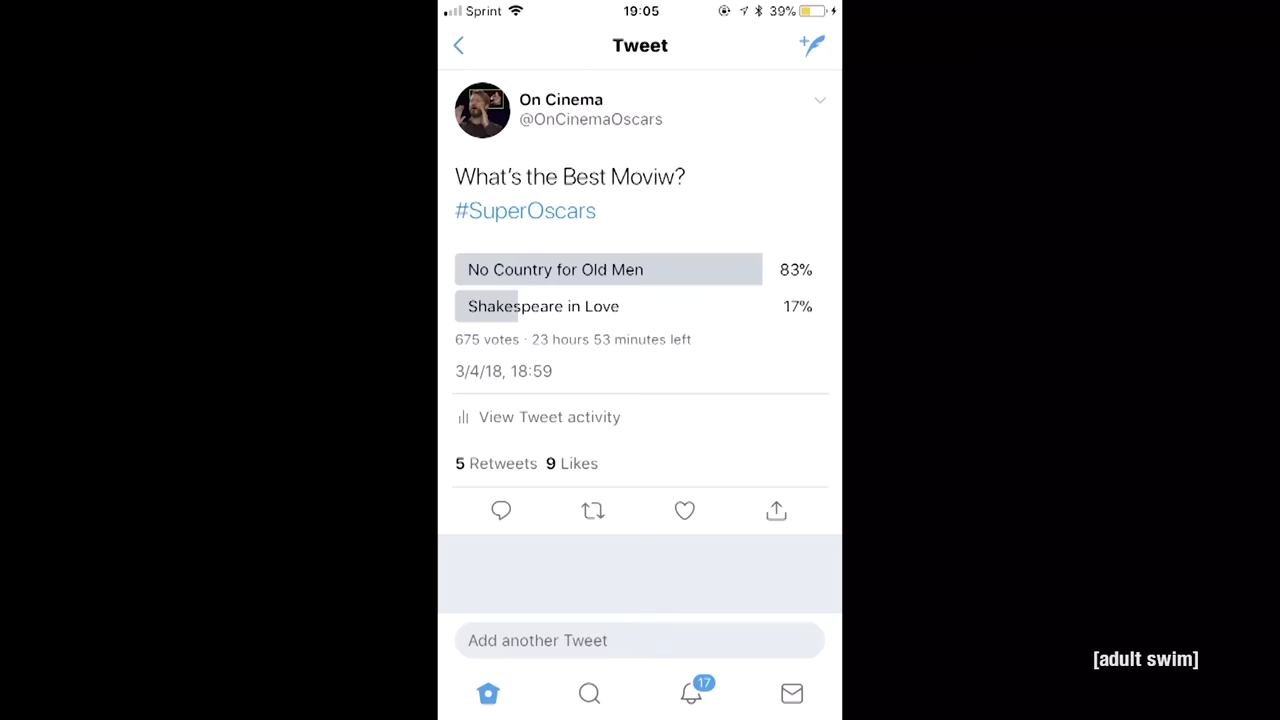 Sprint 19:05 39%
Tweet
On Cinema
@OnCinemaOscars
What's the Best Moviw?
#SuperOscars
No Country for Old Men 83%
Shakespeare in Love 17%
675 votes · 23 hours 53 minutes left
3/4/18, 18:59
View Tweet activity
5 Retweets 9 Likes
Add another Tweet
[adult swim]
17